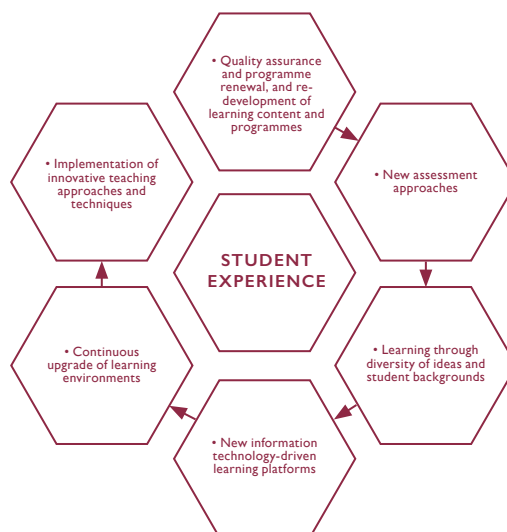 • Quality assurance
and programme
renewal, and re-
development of
learning content and
programmes
• New assessment
approaches
• Learning through
diversity of ideas and
student backgrounds
• New information
technology-driven
learning platforms
• Continuous
upgrade of learning
environments
• Implementation of
innovative teaching
approaches and
techniques
STUDENT
EXPERIENCE